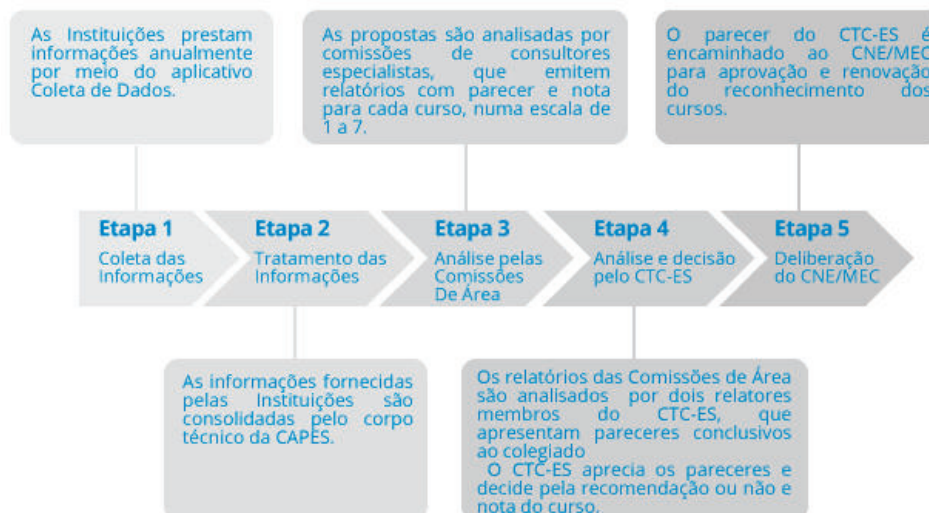 As Instituições prestam
informações anualmente
por meio do aplicativo
Coleta de Dados.
As propostas são analisadas por
comissões de consultores
especialistas, que emitem
relatórios com parecer e nota
para cada curso, numa escala de
1 a 7.
O parecer do CTC-ES é
encaminhado ao CNE/MEC
para aprovação e renovação
do reconhecimento dos
cursos.
Etapa 1
Coleta das
Informações
Etapa 2
Tratamento das
Informações
Etapa 3
Análise pelas
Comissões
De Área
Etapa 4
Análise e decisão
pelo CTC-ES
Etapa 5
Deliberação
do CNE/MEC
As informações fornecidas
pelas Instituições são
consolidadas pelo corpo
técnico da CAPES.
Os relatórios das Comissões de Área
são analisados por dois relatores
membros do CTC-ES, que
apresentam pareceres conclusivos
ao colegiado
O CTC-ES aprecia os pareceres e
decide pela recomendação ou não e
nota do curso.